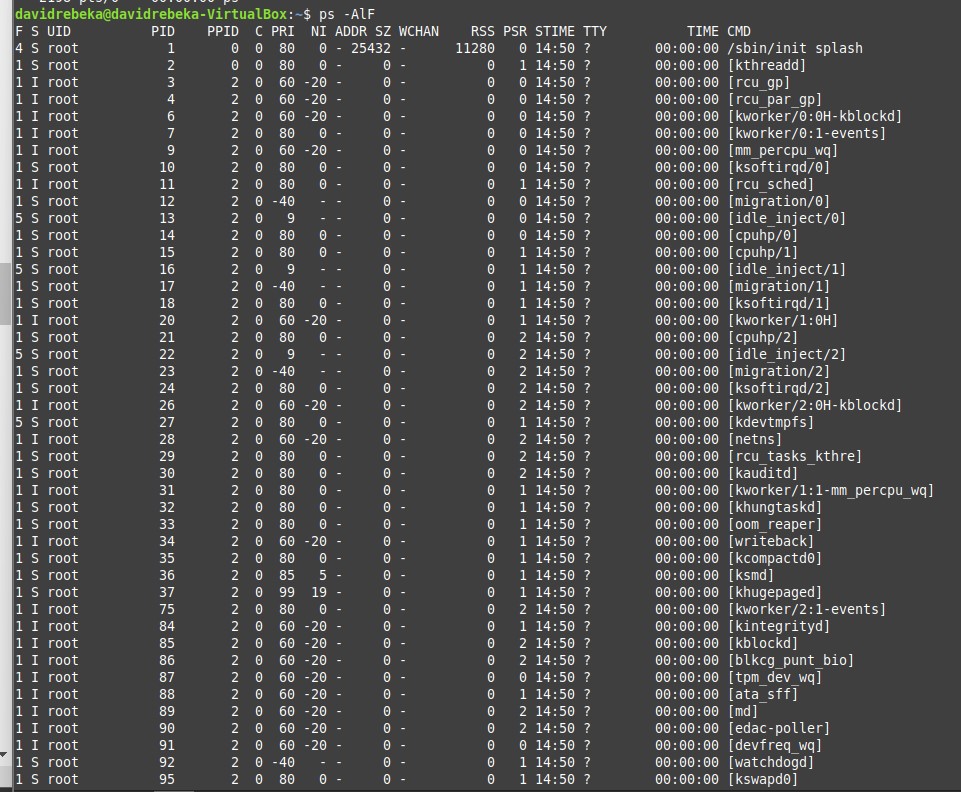 2198 pts/0 00:00:00 ps
davidrebeka@davidrebeka-VirtualBox:~$ ps -AlF
F S UID PID PPID C PRI NI ADDR SZ WCHAN RSS PSR STIME TTY TIME CMD
4 S root 1 0 0 80 0 - 25432 - 11280 0 14:50 ? 00:00:00 /sbin/init splash
1 S root 2 0 0 80 0 - 0 - 0 1 14:50 ? 00:00:00 [kthreadd]
1 I root 3 2 0 60 -20 - 0 - 0 0 14:50 ? 00:00:00 [rcu_gp]
1 I root 4 2 0 60 -20 - 0 - 0 0 14:50 ? 00:00:00 [rcu_par_gp]
1 I root 6 2 0 60 -20 - 0 - 0 0 14:50 ? 00:00:00 [kworker/0:0H-kblockd]
1 I root 7 2 0 80 0 - 0 - 0 0 14:50 ? 00:00:00 [kworker/0:1-events]
1 I root 9 2 0 60 -20 - 0 - 0 0 14:50 ? 00:00:00 [mm_percpu_wq]
1 S root 10 2 0 80 0 - 0 - 0 0 14:50 ? 00:00:00 [ksoftirqd/0]
1 I root 11 2 0 80 0 - 0 - 0 1 14:50 ? 00:00:00 [rcu_sched]
1 S root 12 2 0 -40 - - 0 - 0 0 14:50 ? 00:00:00 [migration/0]
5 S root 13 2 0 9 - - 0 - 0 0 14:50 ? 00:00:00 [idle_inject/0]
1 S root 14 2 0 80 0 - 0 - 0 0 14:50 ? 00:00:00 [cpuhp/0]
1 S root 15 2 0 80 0 - 0 - 0 1 14:50 ? 00:00:00 [cpuhp/1]
5 S root 16 2 0 9 - - 0 - 0 1 14:50 ? 00:00:00 [idle_inject/1]
1 S root 17 2 0 -40 - - 0 - 0 1 14:50 ? 00:00:00 [migration/1]
1 S root 18 2 0 80 0 - 0 - 0 1 14:50 ? 00:00:00 [ksoftirqd/1]
1 I root 20 2 0 60 -20 - 0 - 0 1 14:50 ? 00:00:00 [kworker/1:0H]
1 S root 21 2 0 80 0 - 0 - 0 2 14:50 ? 00:00:00 [cpuhp/2]
5 S root 22 2 0 9 - - 0 - 0 2 14:50 ? 00:00:00 [idle_inject/2]
1 S root 23 2 0 -40 - - 0 - 0 2 14:50 ? 00:00:00 [migration/2]
1 S root 24 2 0 80 0 - 0 - 0 2 14:50 ? 00:00:00 [ksoftirqd/2]
1 I root 26 2 0 60 -20 - 0 - 0 2 14:50 ? 00:00:00 [kworker/2:0H-kblockd]
5 S root 27 2 0 80 0 - 0 - 0 1 14:50 ? 00:00:00 [kdevtmpfs]
1 I root 28 2 0 60 -20 - 0 - 0 2 14:50 ? 00:00:00 [netns]
1 S root 29 2 0 80 0 - 0 - 0 2 14:50 ? 00:00:00 [rcu_tasks_kthre]
1 S root 30 2 0 80 0 - 0 - 0 2 14:50 ? 00:00:00 [kauditd]
1 I root 31 2 0 80 0 - 0 - 0 1 14:50 ? 00:00:00 [kworker/1:1-mm_percpu_wq]
1 S root 32 2 0 80 0 - 0 - 0 1 14:50 ? 00:00:00 [khungtaskd]
1 S root 33 2 0 80 0 - 0 - 0 1 14:50 ? 00:00:00 [oom_reaper]
1 I root 34 2 0 60 -20 - 0 - 0 1 14:50 ? 00:00:00 [writeback]
1 S root 35 2 0 80 0 - 0 - 0 1 14:50 ? 00:00:00 [kcompactd0]
1 S root 36 2 0 85 5 - 0 - 0 1 14:50 ? 00:00:00 [ksmd]
1 S root 37 2 0 99 19 - 0 - 0 1 14:50 ? 00:00:00 [khugepaged]
1 I root 75 2 0 80 0 - 0 - 0 2 14:50 ? 00:00:00 [kworker/2:1-events]
1 I root 84 2 0 60 -20 - 0 - 0 1 14:50 ? 00:00:00 [kintegrityd]
1 I root 85 2 0 60 -20 - 0 - 0 2 14:50 ? 00:00:00 [kblockd]
1 I root 86 2 0 60 -20 - 0 - 0 2 14:50 ? 00:00:00 [blkcg_punt_bio]
1 I root 87 2 0 60 -20 - 0 - 0 0 14:50 ? 00:00:00 [tpm_dev_wq]
1 I root 88 2 0 60 -20 - 0 - 0 1 14:50 ? 00:00:00 [ata_sff]
1 I root 89 2 0 60 -20 - 0 - 0 2 14:50 ? 00:00:00 [md]
1 I root 90 2 0 60 -20 - 0 - 0 2 14:50 ? 00:00:00 [edac-poller]
1 I root 91 2 0 60 -20 - 0 - 0 0 14:50 ? 00:00:00 [devfreq_wq]
1 S root 92 2 0 -40 - - 0 - 0 1 14:50 ? 00:00:00 [watchdogd]
1 S root 95 2 0 80 0 - 0 - 0 1 14:50 ? 00:00:00 [kswapd0]